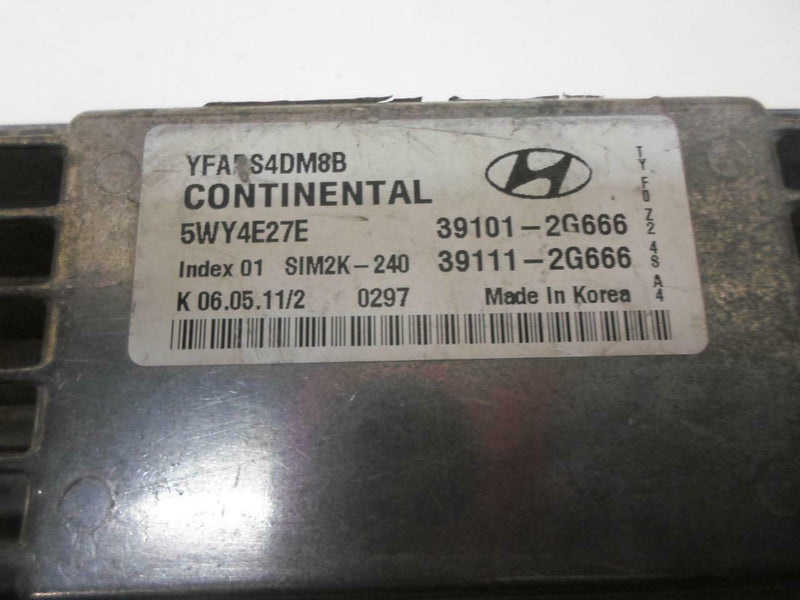 CONTINENTAL
5WY4E27E 39101-2G666
Index 01 SIM2K-240 39111-2G666
K 06.05.11/2 0297 Made In Korea